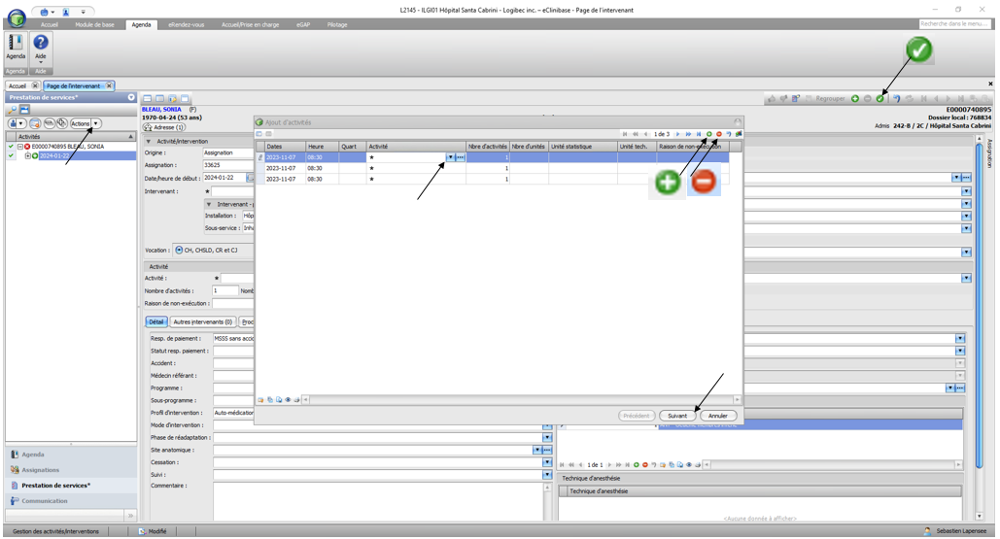 L2145 - ILGI01 Hôpital Santa Cabrini - Logibec inc. – eClinibase - Page de l'intervenant
Accueil Module de base Agenda eRendez-vous Accueil/Prise en charge eGAP Pilotage
Recherche dans le menu...
Agenda Aide
Agenda Aide
Accueil Page de l'intervenant
Prestation de services*
Regrouper
BLEAU, SONIA (F)
E0000740895
1970-04-24 (53 ans)
Dossier local : 768834
Actions
Adresse (1)
Admis 242-B / 2C / Hôpital Santa Cabrini
Activités
E0000740895 BLEAU, SONIA
2024-01-22
Assignation
Activité/Intervention
Origine : Assignation
Assignation : 33625
Date/heure de début : 2024-01-22
Intervenant :
Intervenant -
Installation :
Sous-service :
Vocation : CH, CHSLD, CR et CJ
Activité
Activité :
Nombre d'activités : 1
Raison de non-exécution :
Détail Autres intervenants (0)
Resp. de paiement :
Statut resp. paiement :
Accident :
Médecin référant :
Programme :
Sous-programme :
Profil d'intervention :
Mode d'intervention :
Phase de réadaptation :
Site anatomique :
Cessation :
Suivi :
Commentaire :
Ajout d'activités
1 de 3
Dates Heure Quart Activité Nbre d'activités Nbre d'unités Unité statistique Unité tech. Raison de non-exécution
2023-11-07 08:30 * 1
2023-11-07 08:30 * 1
2023-11-07 08:30 * 1
Précédent Suivant Annuler
1 de 1
Technique d'anesthésie
Technique d'anesthésie
<Aucune donnée à afficher>
Agenda
Assignations
Prestation de services*
Communication
Gestion des activités/interventions Modifié Sebastien Lapensee